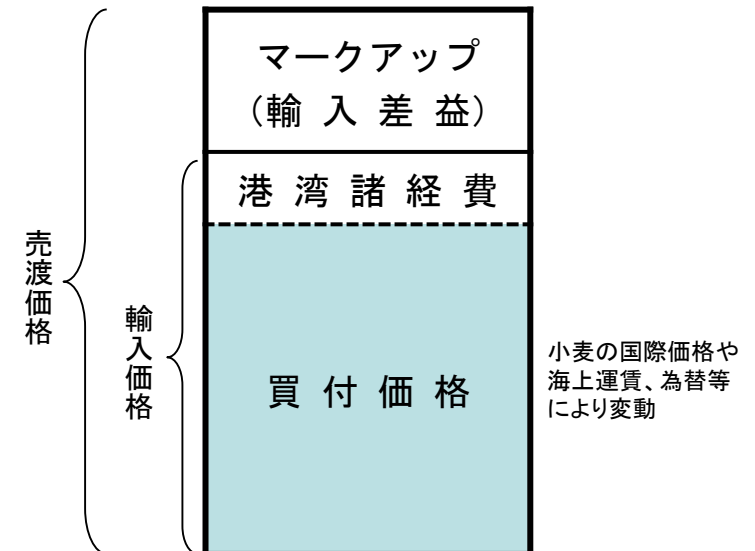 マークアップ
（輸 入 差 益）
港 湾 諸 経 費
売渡価格
輸入価格
買 付 価 格
小麦の国際価格や
海上運賃、為替等
により変動